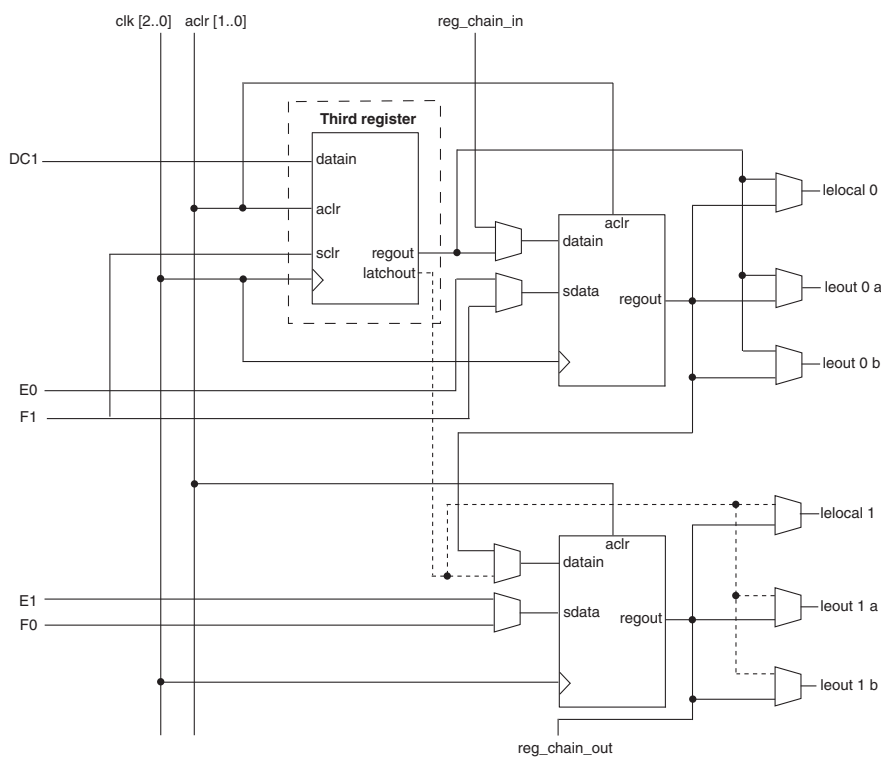 clk [2..0] aclr [1..0] reg_chain_in
Third register
DC1
datain
aclr
sclr
regout
latchout
aclr
datain
sdata
regout
lelocal 0
leout 0 a
leout 0 b
E0
F1
aclr
datain
sdata
regout
lelocal 1
leout 1 a
leout 1 b
E1
F0
reg_chain_out